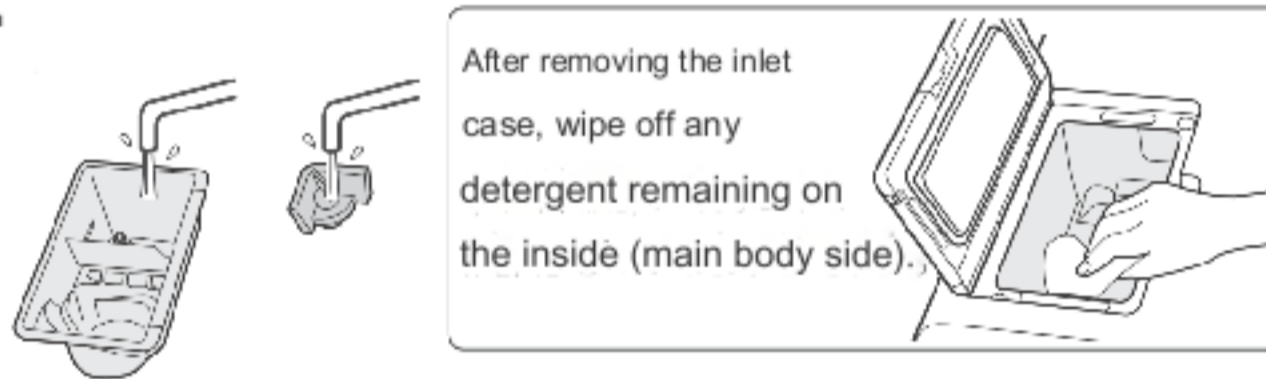 After removing the inlet
case, wipe off any
detergent remaining on
the inside (main body side).